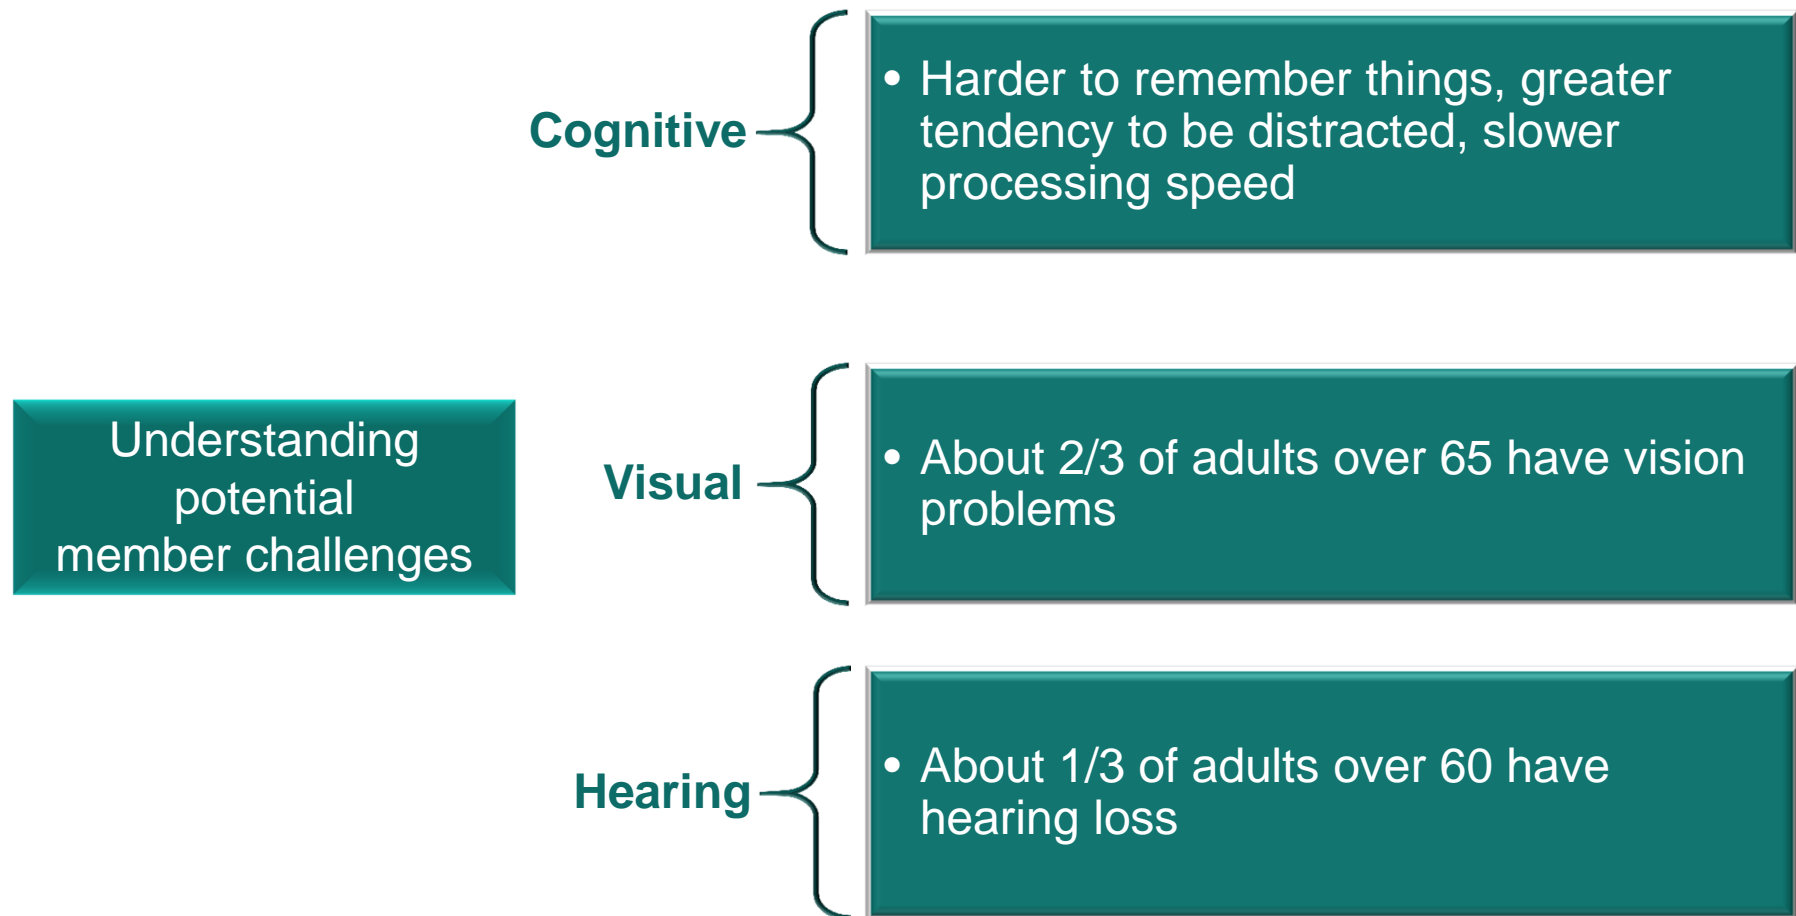 Cognitive
• Harder to remember things, greater
tendency to be distracted, slower
processing speed
Understanding
potential
member challenges
Visual
• About 2/3 of adults over 65 have vision
problems
Hearing
• About 1/3 of adults over 60 have
hearing loss